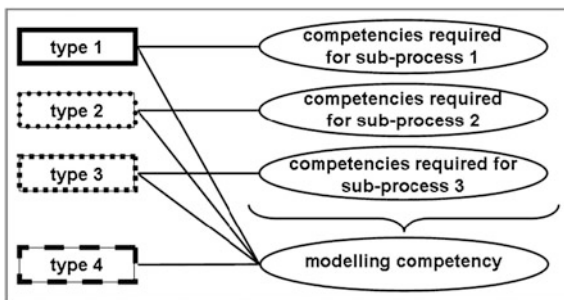 type 1
competencies required
for sub-process 1
type 2
competencies required
for sub-process 2
type 3
competencies required for
sub-process 3
type 4
modelling competency